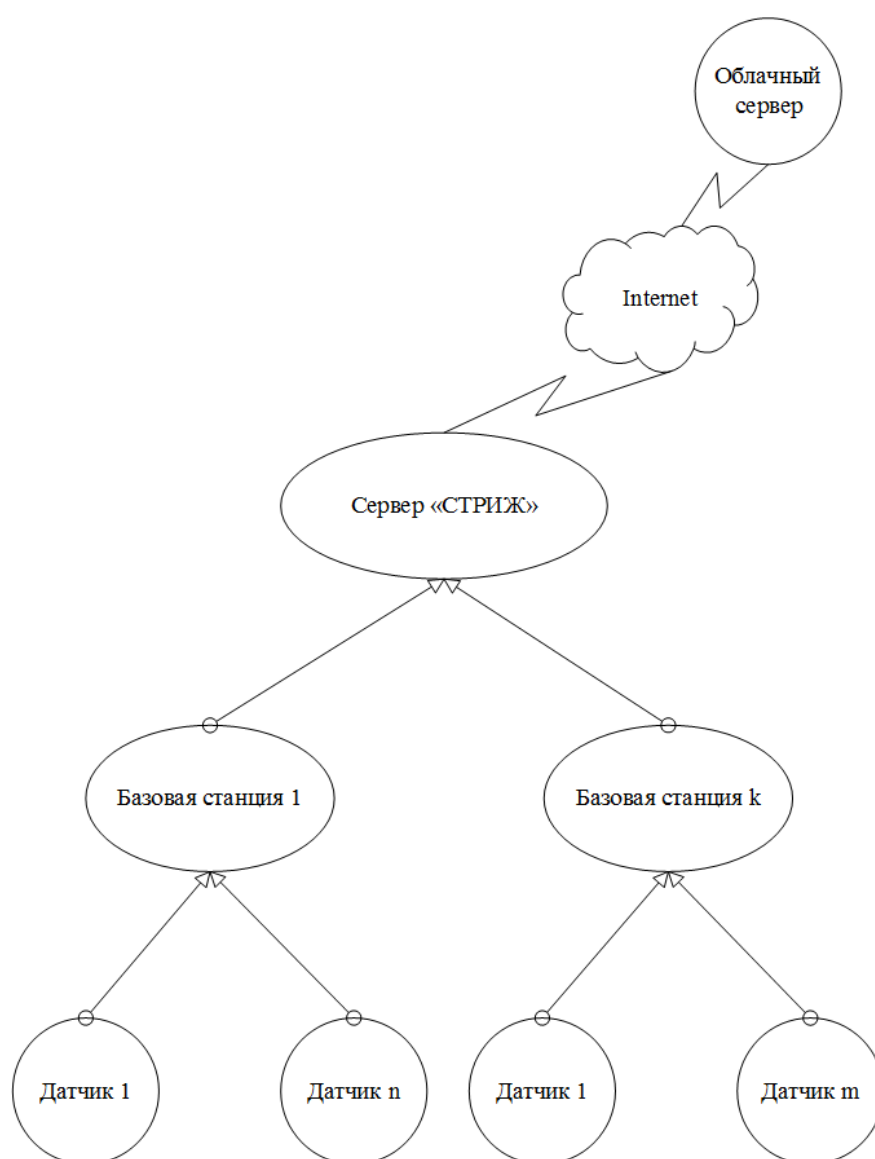 Облачный
сервер
Internet
Сервер «СТРИЖ»
Базовая станция 1
Базовая станция k
Датчик 1
Датчик n
Датчик 1
Датчик m